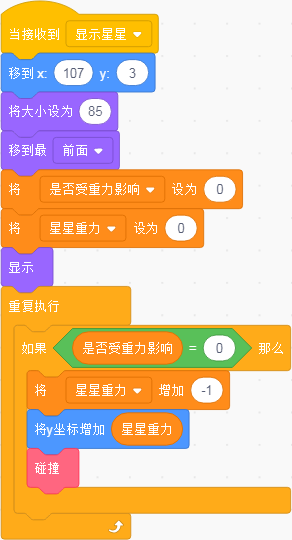 当接收到 显示星星
移到 x: 107 y: 3
将大小设为 85
移到最 前面
将 是否受重力影响 设为 0
将 星星重力 设为 0
显示
重复执行
如果 是否受重力影响 = 0 那么
将 星星重力 增加 -1
将y坐标增加 星星重力
碰撞